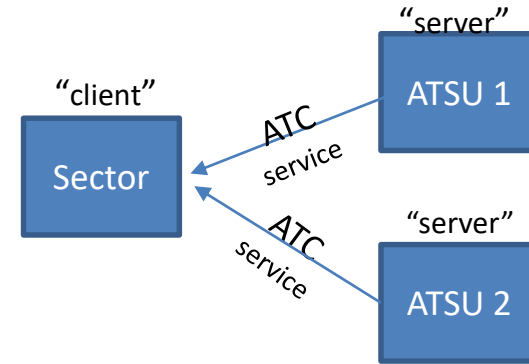 “server”
ATSU 1
“client”
Sector
ATC
service
ATC
service
“server”
ATSU 2